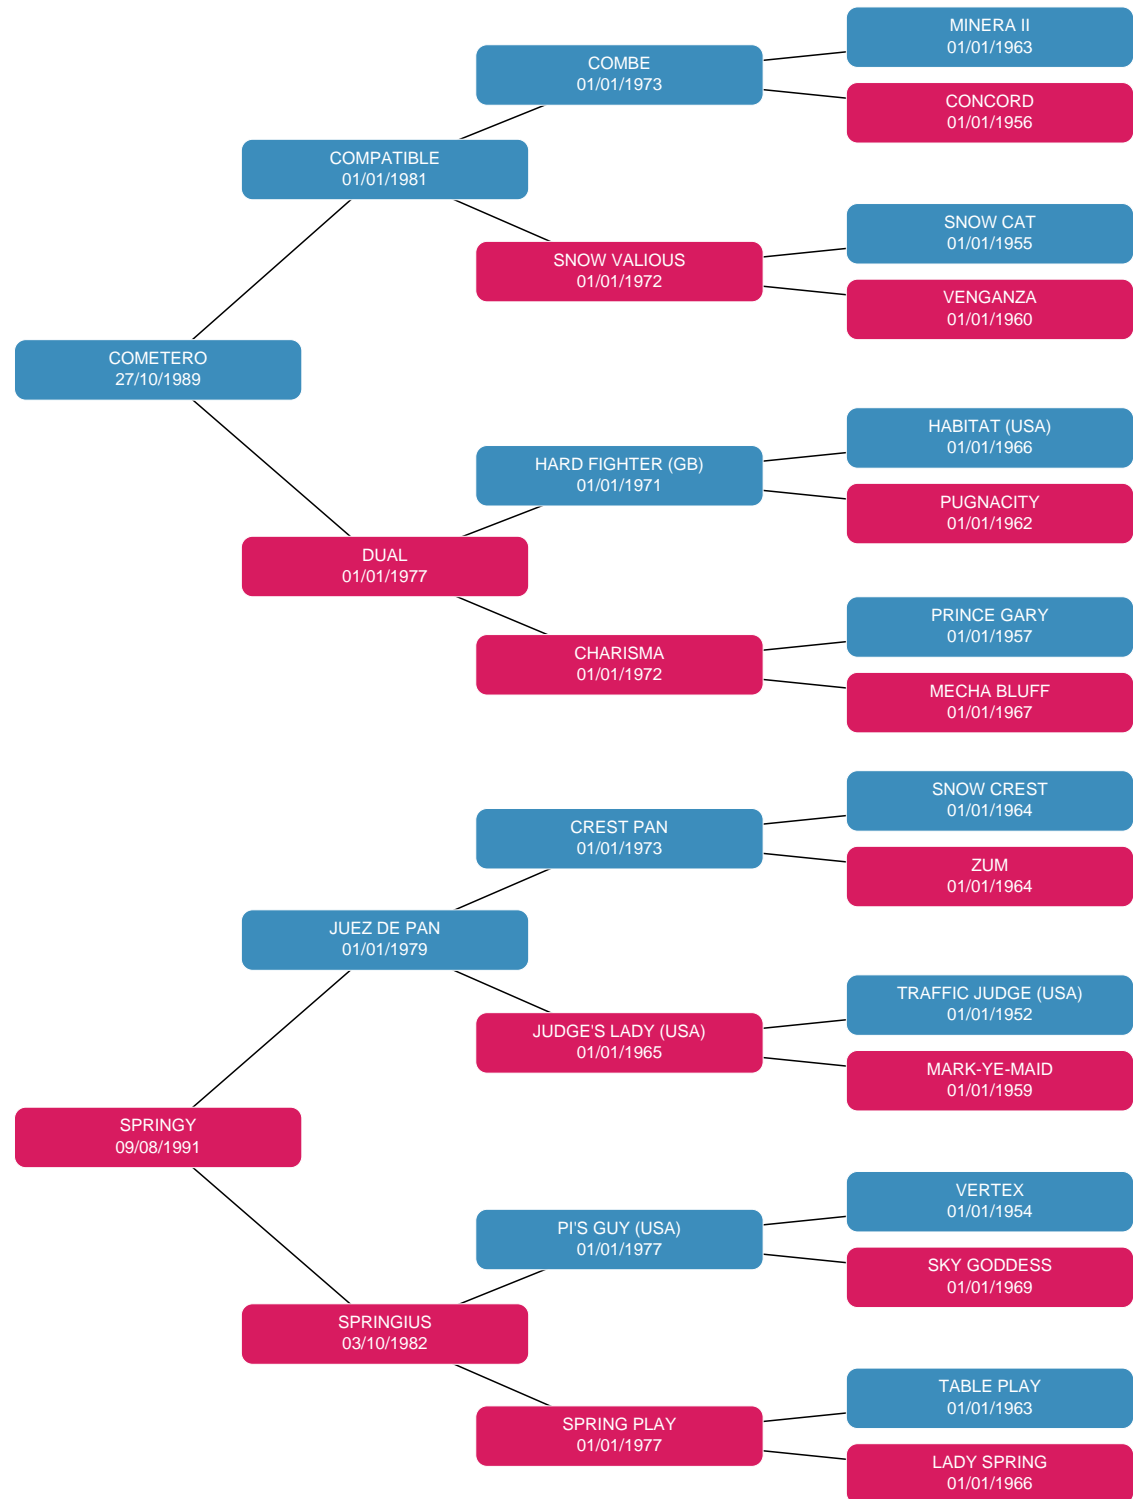 MINERA II
01/01/1963
COMBE
01/01/1973
CONCORD
01/01/1956
COMPATIBLE
01/01/1981
SNOW CAT
01/01/1955
SNOW VALIOUS
01/01/1972
VENGANZA
01/01/1960
COMETERO
27/10/1989
HABITAT (USA)
01/01/1966
HARD FIGHTER (GB)
01/01/1971
PUGNACITY
01/01/1962
DUAL
01/01/1977
PRINCE GARY
01/01/1957
CHARISMA
01/01/1972
MECHA BLUFF
01/01/1967
SNOW CREST
01/01/1964
CREST PAN
01/01/1973
ZUM
01/01/1964
JUEZ DE PAN
01/01/1979
TRAFFIC JUDGE (USA)
01/01/1952
JUDGE'S LADY (USA)
01/01/1965
MARK-YE-MAID
01/01/1959
SPRINGY
09/08/1991
VERTEX
01/01/1954
PI'S GUY (USA)
01/01/1977
SKY GODDESS
01/01/1969
SPRINGIUS
03/10/1982
TABLE PLAY
01/01/1963
SPRING PLAY
01/01/1977
LADY SPRING
01/01/1966